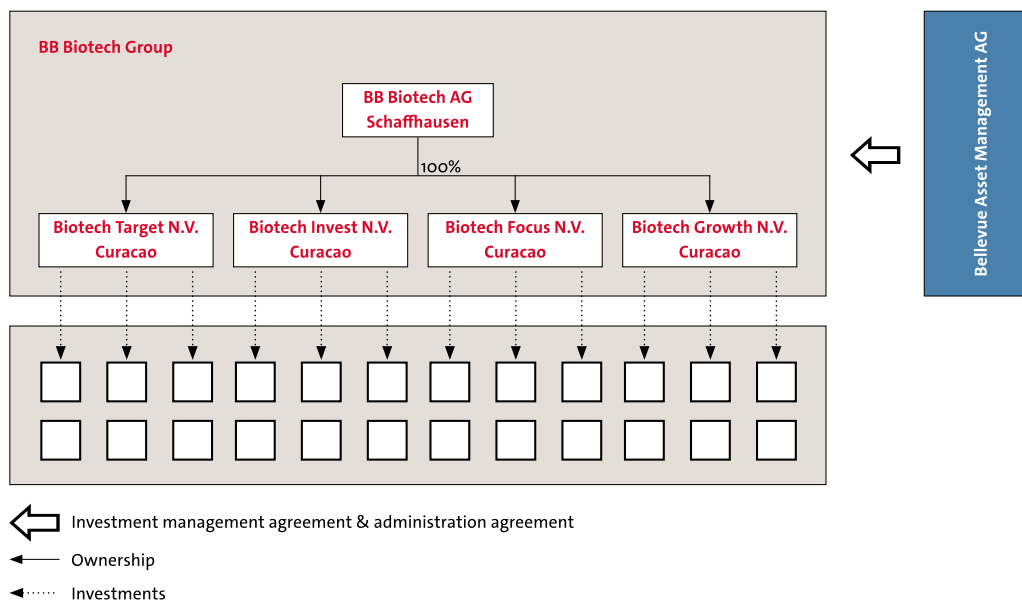 BB Biotech Group
BB Biotech AG
Schaffhausen
100%
Biotech Target N.V.
Curacao
Biotech Invest N.V.
Curacao
Biotech Focus N.V.
Curacao
Biotech Growth N.V.
Curacao
Bellevue Asset Management AG
Investment management agreement & administration agreement
Ownership
Investments